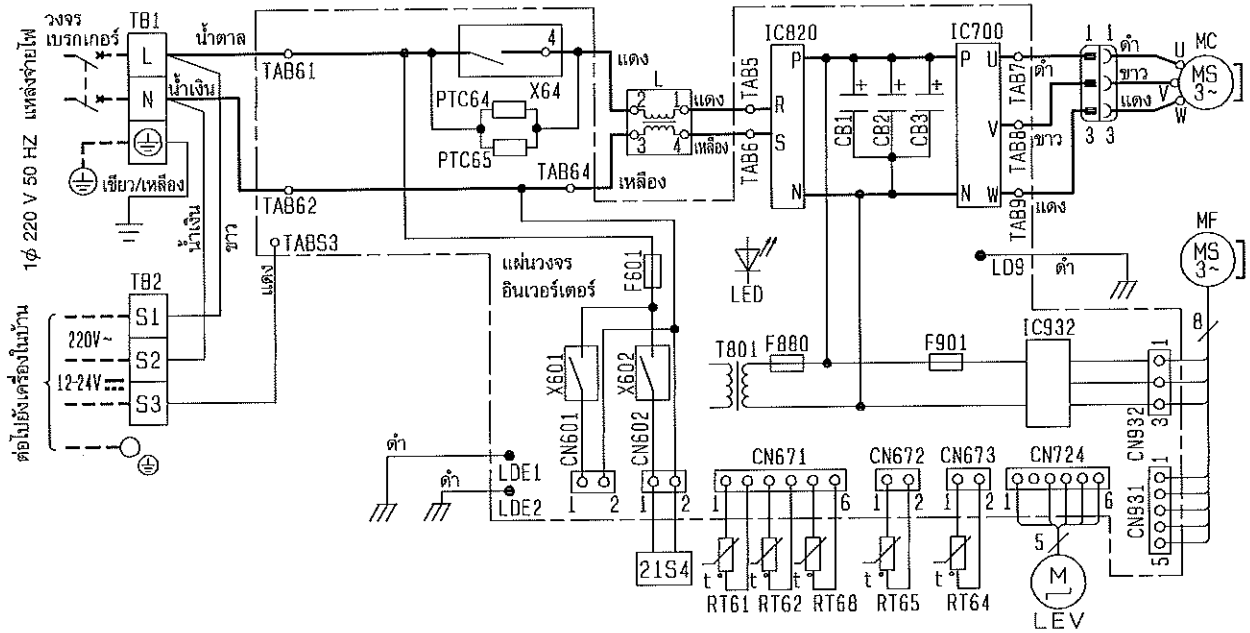 วงจร
เบรกเกอร์
TB1
L
N
น้ำตาล
น้ำเงิน
เขียว/เหลือง
แหล่งจ่ายไฟ
1φ 220 V 50 HZ
น้ำเงิน
ขาว
TAB61
TAB62
TABS3
แดง
TB2
S1
S2
S3
220V~
12-24V
ต่อไปยังเครื่องในบ้าน
4
X64
PTC64
PTC65
TAB64
แดง
เหลือง
L
2 1
3 4
แดง
เหลือง
TAB5
TAB6
IC820
P
R
S
N
+ + +
CB1
CB2
CB3
IC700
P U
V
N W
TAB7
TAB8
TAB9
ดำ
ขาว
แดง
1 1
3 3
ดำ
ขาว
แดง
U
V
W
MC
MS
3~
MF
MS
3~
8
แผ่นวงจร
อินเวอร์เตอร์
F601
LED
LD9
ดำ
X601
X602
CN601
CN602
1 2
1 2
21S4
T801
F880
F901
IC932
1
3
CN932
1
5
CN931
ดำ
LDE1
ดำ
LDE2
CN671
1 6
CN672
1 2
CN673
1 2
CN724
1 6
t° t° t° t° t°
RT61 RT62 RT68 RT65 RT64
5
M
LEV